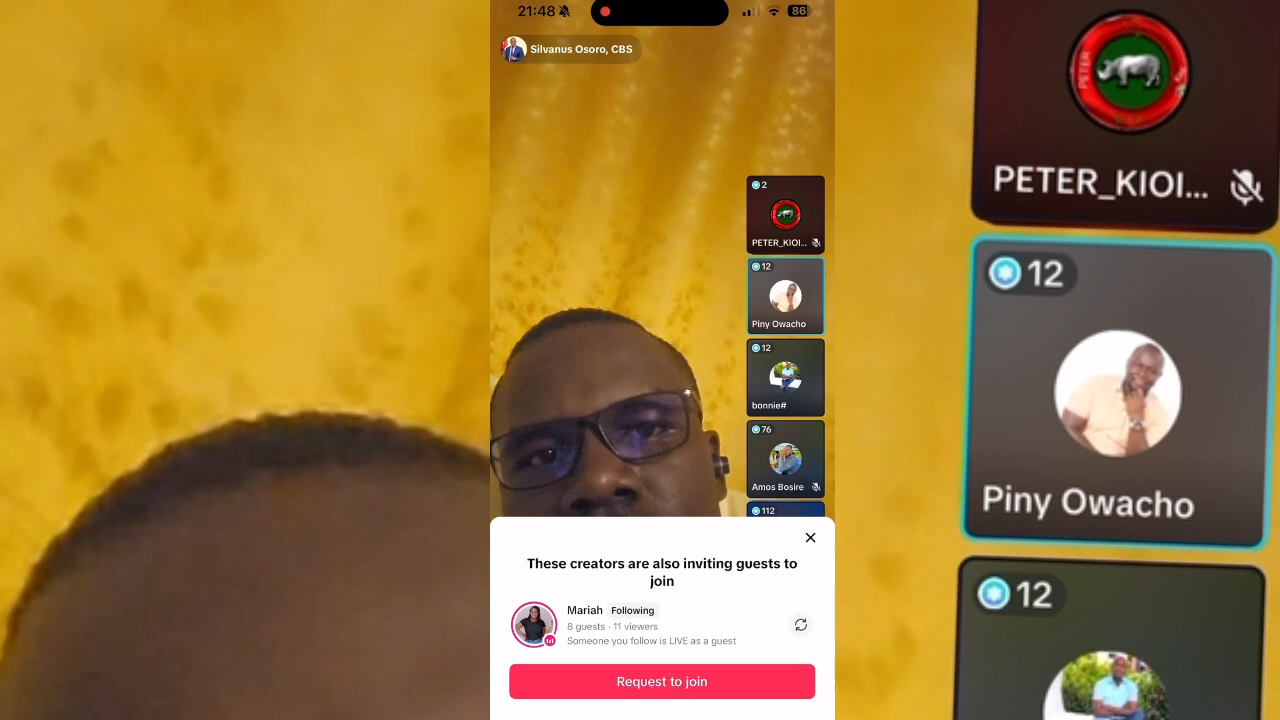 21:48
86
Silvanus Osoro, CBS
2
PETER_KIOI...
12
Piny Owacho
12
bonnie#
76
Amos Bosire
112
These creators are also inviting guests to
join
Mariah Following
8 guests · 11 viewers
Someone you follow is LIVE as a guest
Request to join
PETER
PETER_KIOI...
12
Piny Owacho
12